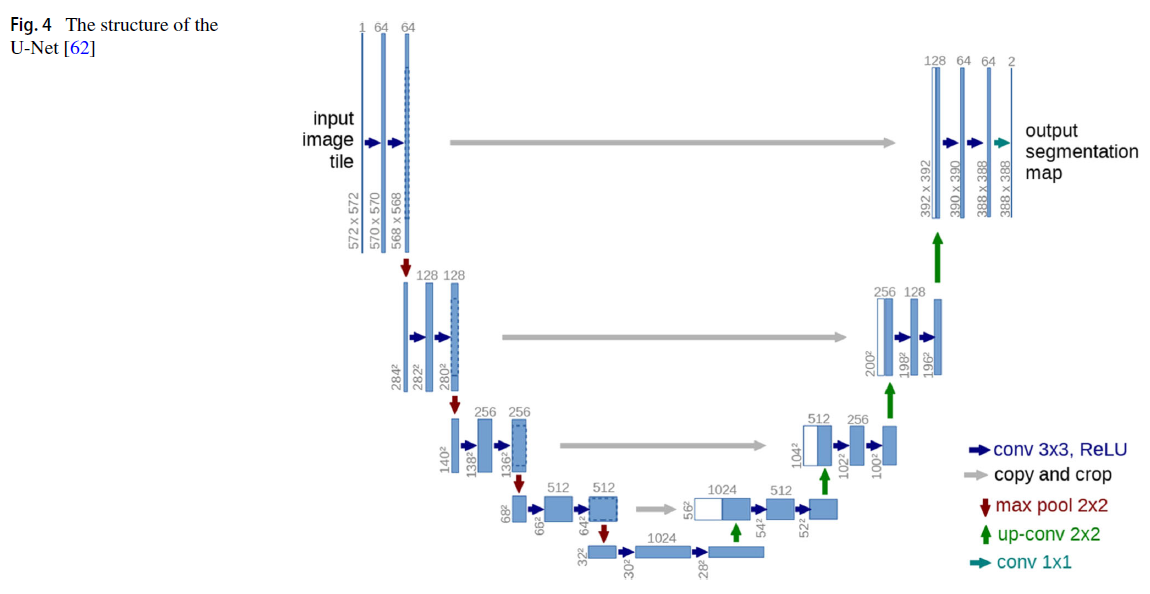 Fig. 4 The structure of the
U-Net [62]
1 64 64
input
image
tile
572 x 572
570 x 570
568 x 568
128 64 64 2
output
segmentation
map
392 x 392
390 x 390
388 x 388
388 x 388
128 128
284²
282²
280²
256 128
200²
198²
196²
256 256
140²
138²
136²
512 256
104²
102²
100²
512 512
68²
66²
64²
1024 512
56²
54²
52²
1024
32²
30²
28²
conv 3x3, ReLU
copy and crop
max pool 2x2
up-conv 2x2
conv 1x1